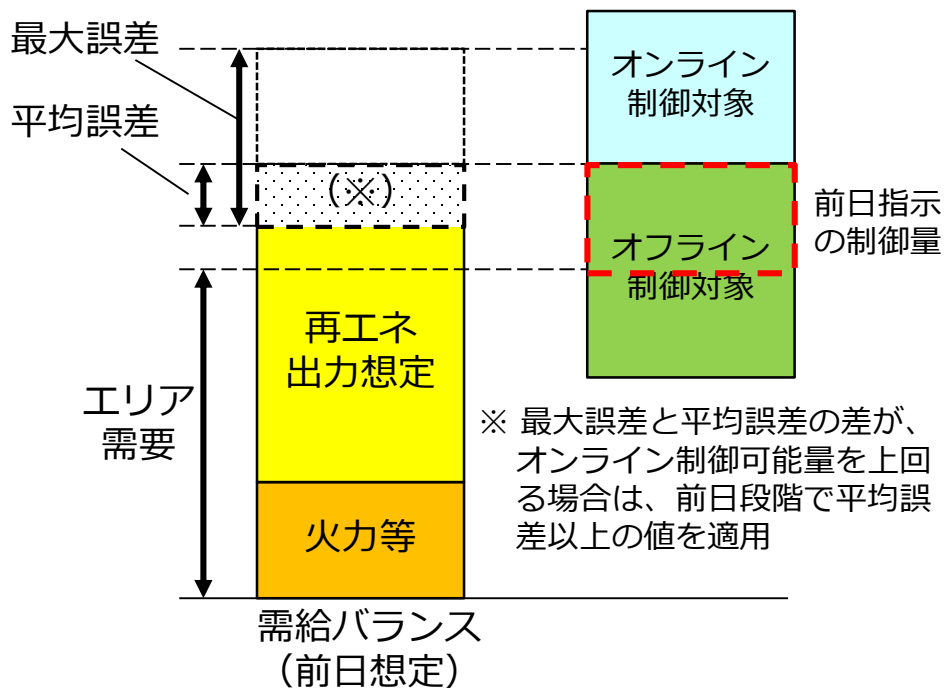 最大誤差
平均誤差
(※)
再エネ
出力想定
エリア
需要
火力等
需給バランス
(前日想定)
オンライン
制御対象
オフライン
制御対象
前日指示
の制御量
※ 最大誤差と平均誤差の差が、
オンライン制御可能量を上回
る場合は、前日段階で平均誤
差以上の値を適用